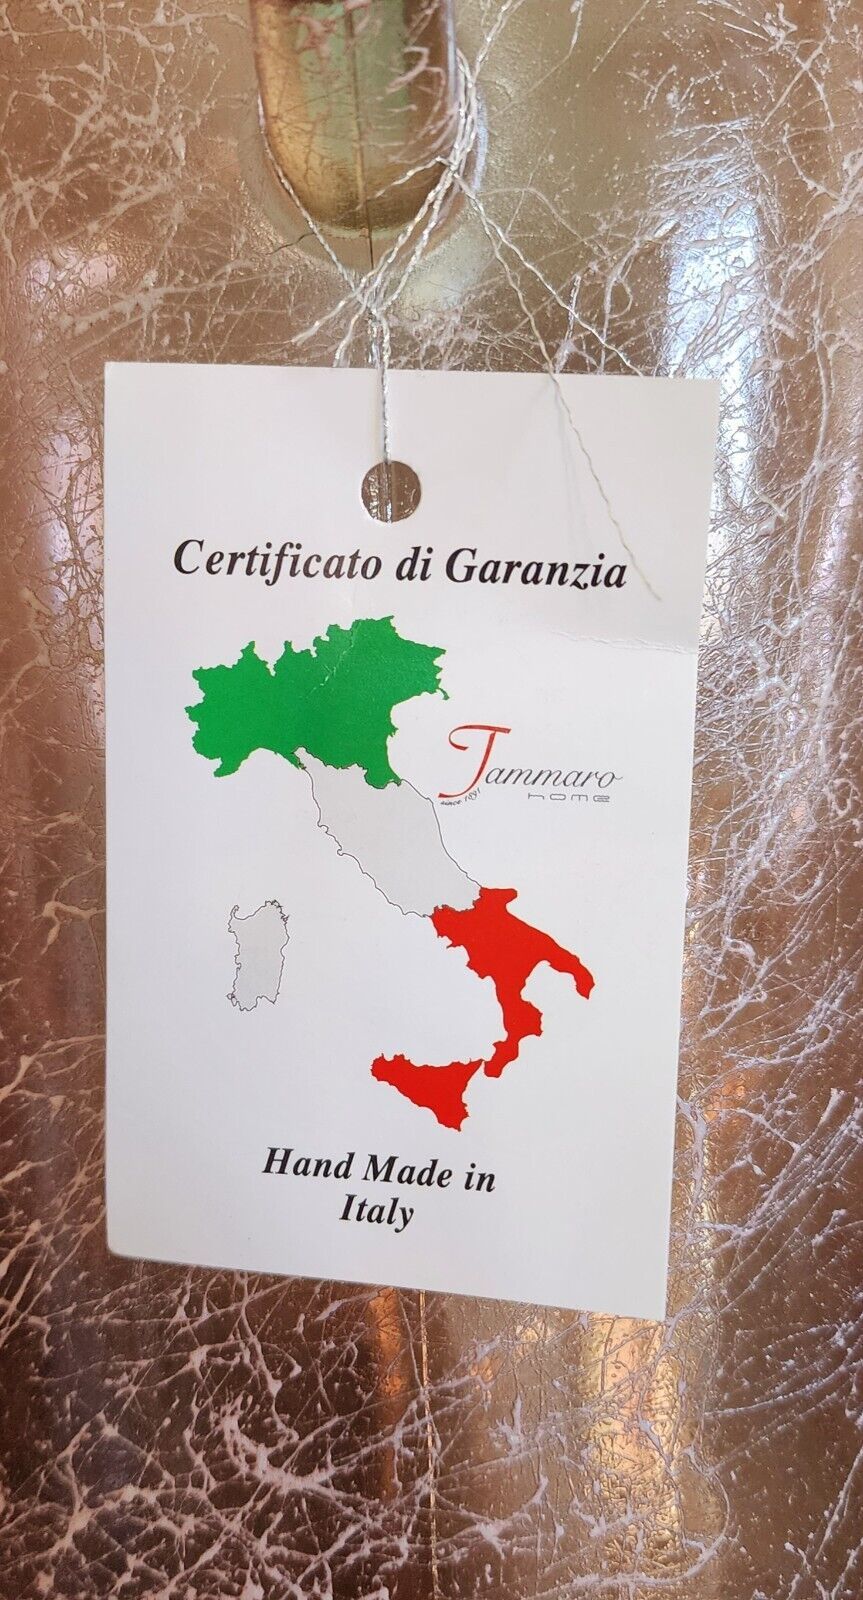 Certificato di Garanzia
Tammaro
since 1891
home
Hand Made in
Italy